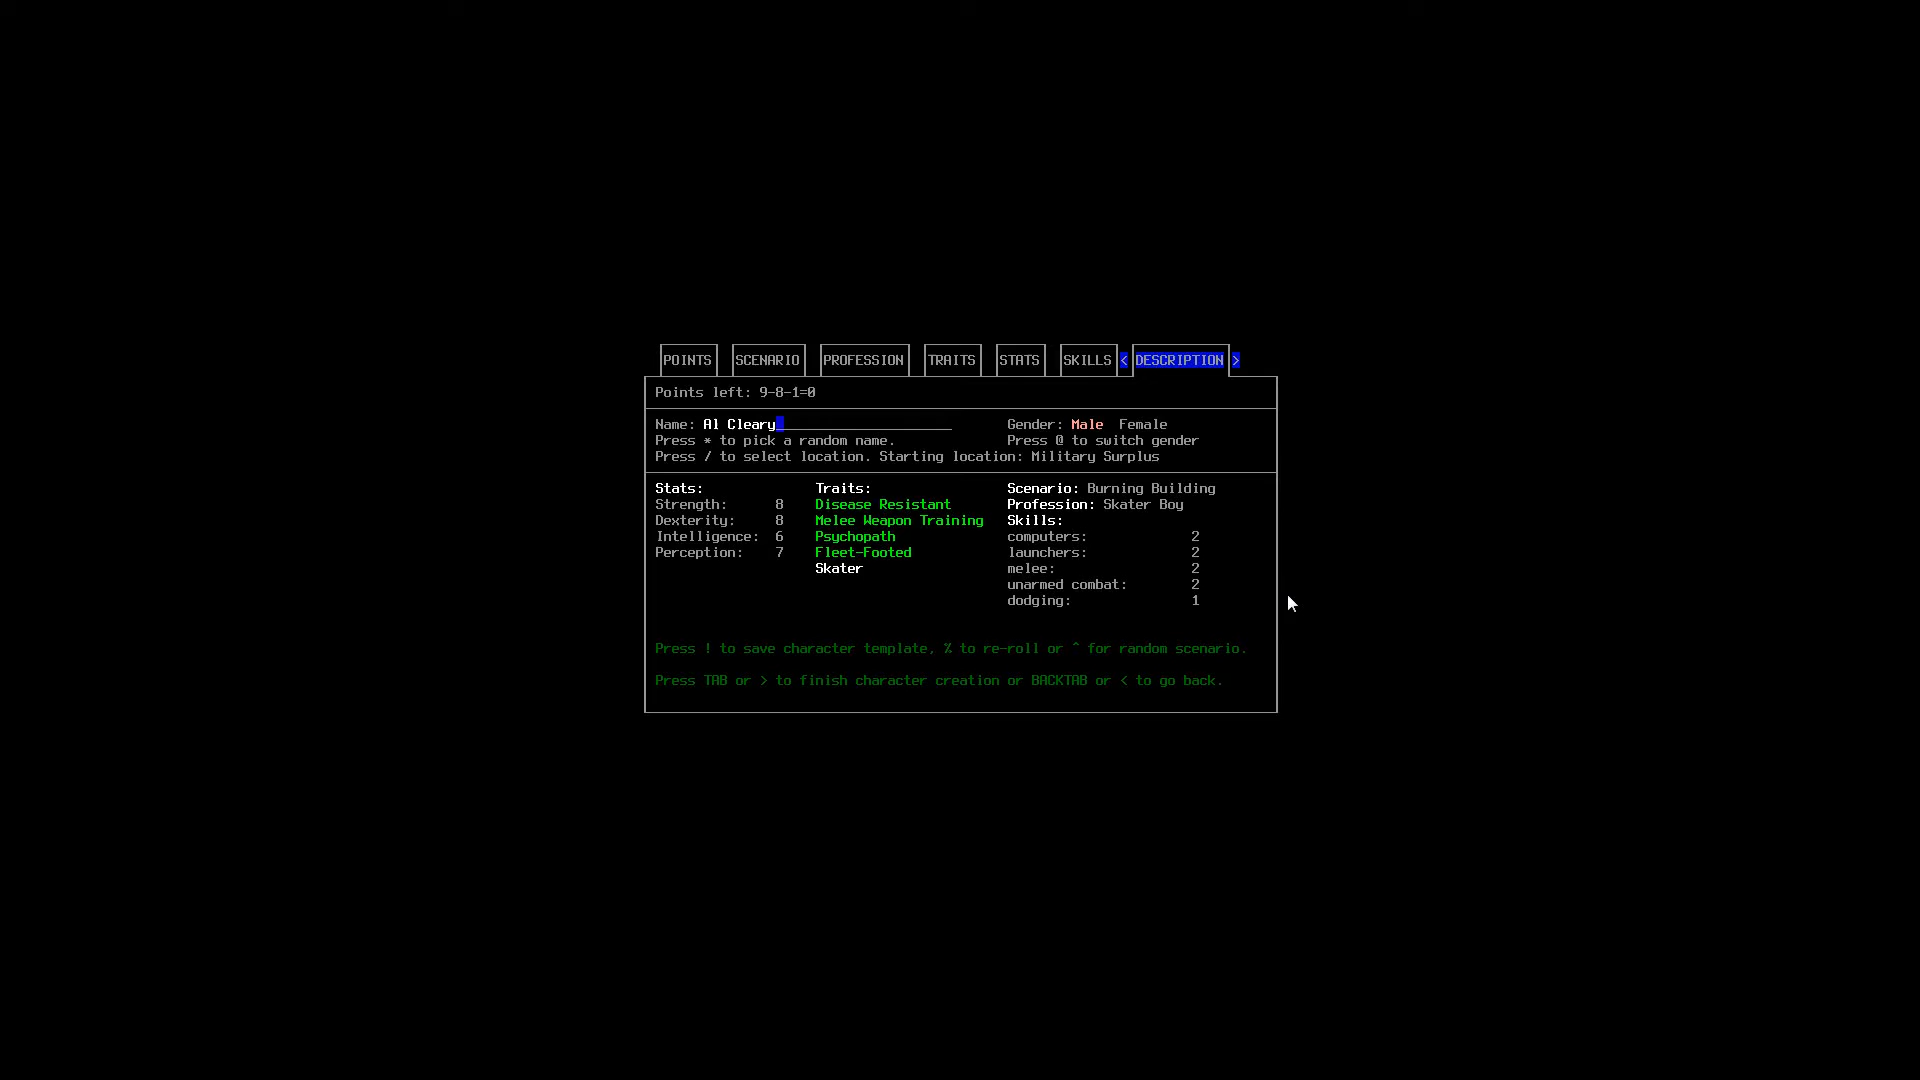 POINTS SCENARIO PROFESSION TRAITS STATS SKILLS < DESCRIPTION >
Points left: 9-8-1=0
Name: Al Cleary_ Gender: Male Female
Press * to pick a random name. Press @ to switch gender
Press / to select location. Starting location: Military Surplus
Stats: Traits: Scenario: Burning Building
Strength: 8 Disease Resistant Profession: Skater Boy
Dexterity: 8 Melee Weapon Training Skills:
Intelligence: 6 Psychopath computers: 2
Perception: 7 Fleet-Footed launchers: 2
Skater melee: 2
unarmed combat: 2
dodging: 1
Press ! to save character template, % to re-roll or ^ for random scenario.
Press TAB or > to finish character creation or BACKTAB or < to go back.